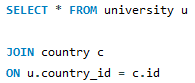 SELECT * FROM university u
JOIN country c
ON u.country_id = c.id